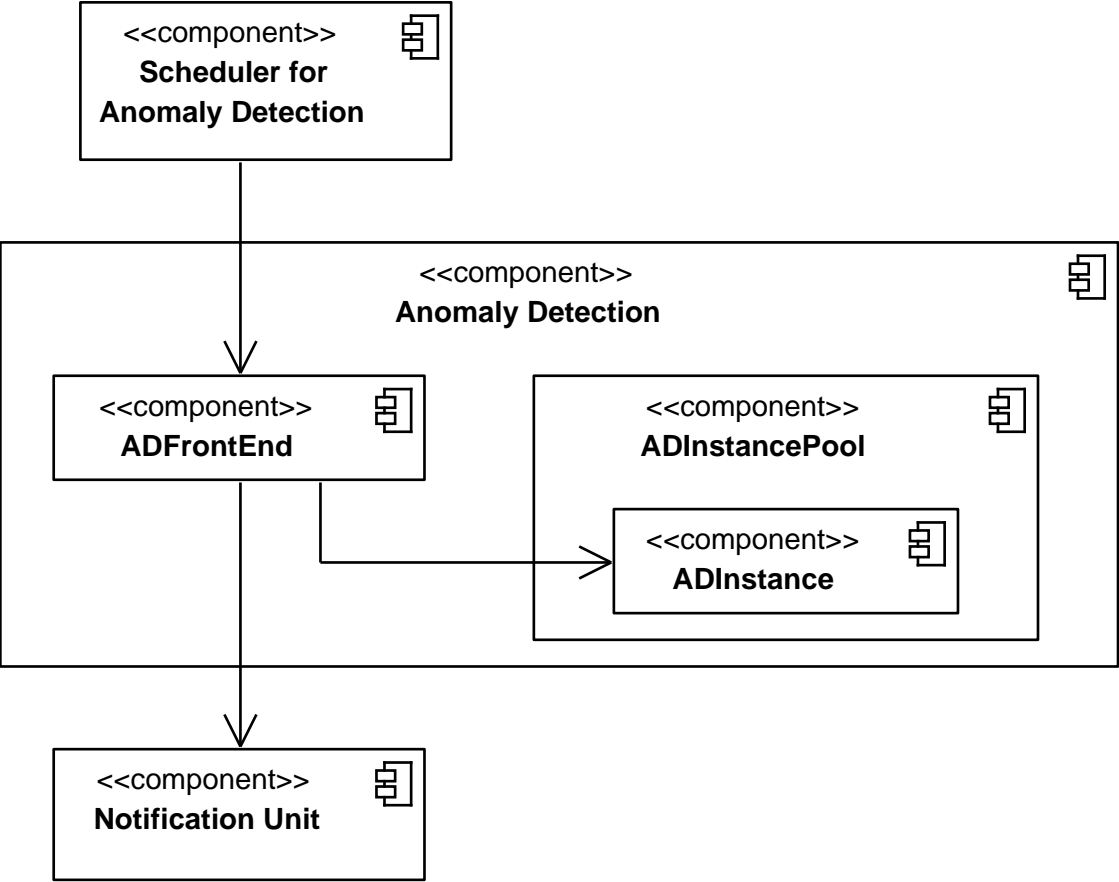 <<component>>
Scheduler for
Anomaly Detection
<<component>>
Anomaly Detection
<<component>>
ADFrontEnd
<<component>>
ADInstancePool
<<component>>
ADInstance
<<component>>
Notification Unit